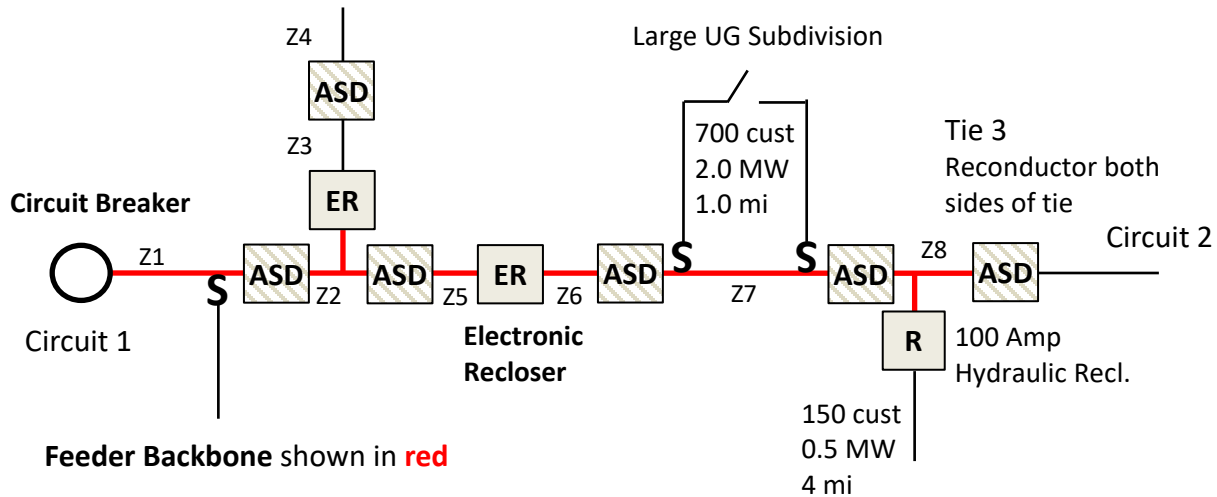 Z4
ASD
Z3
ER
Large UG Subdivision
700 cust
2.0 MW
1.0 mi
Tie 3
Reconductor both
sides of tie
Circuit Breaker
Circuit 2
Z1
S
ASD
Z2
ASD
Z5
ER
Z6
ASD
S
Z7
S
ASD
Z8
ASD
Circuit 1
Electronic
Recloser
R
100 Amp
Hydraulic Recl.
150 cust
0.5 MW
4 mi
Feeder Backbone shown in red